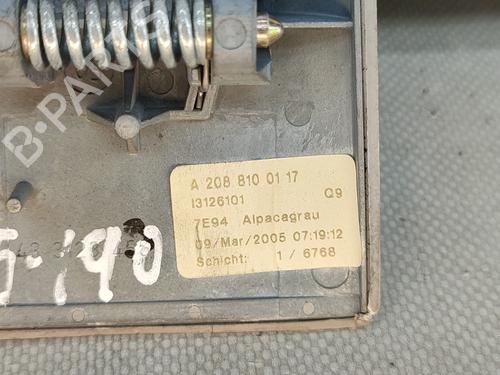 B-PARTS
A 208 810 01 17
13126101 Q9
7E94 Alpacagrau
09/Mar/2005 07:19:12
Schicht: 1 / 6768
5-190